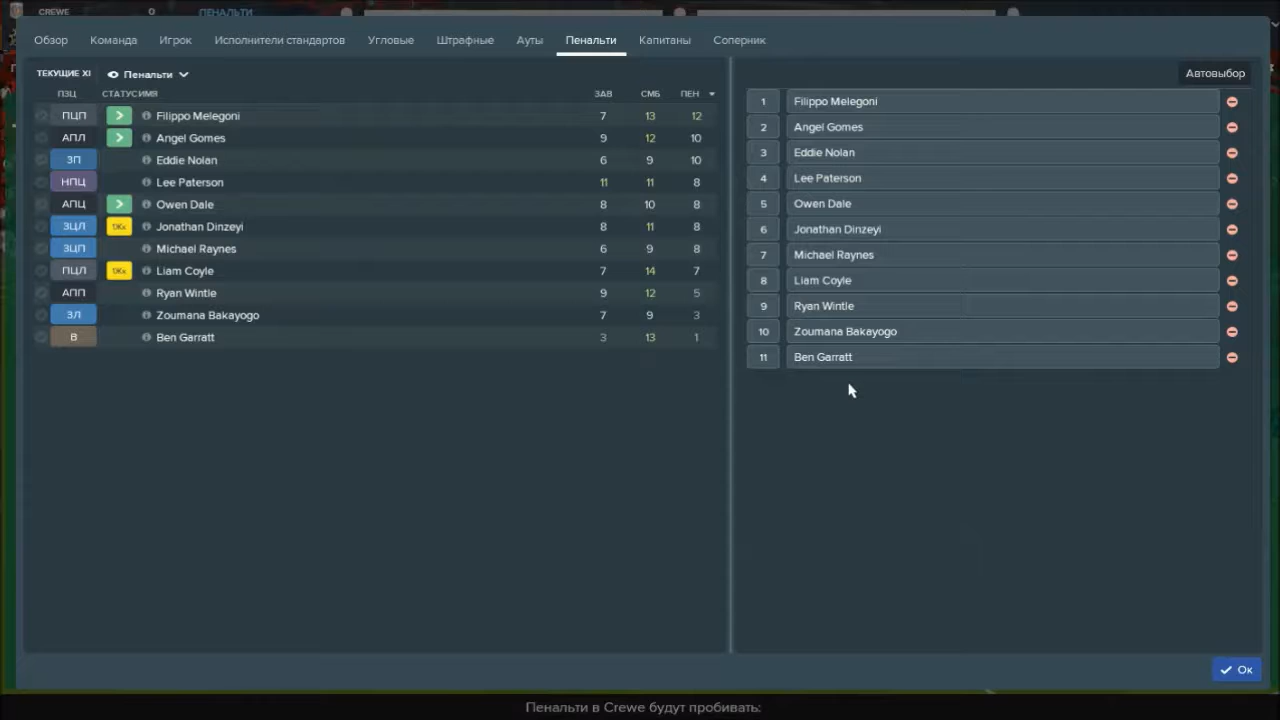 CREWE 0 ПЕНАЛЬТИ
Обзор Команда Игрок Исполнители стандартов Угловые Штрафные Ауты Пенальти Капитаны Соперник
ТЕКУЩИЕ XI Пенальти
Автовыбор
ПЗЦ СТАТУС ИМЯ ЗАВ СМБ ПЕН
ПЦП Filippo Melegoni 7 13 12
АПЛ Angel Gomes 9 12 10
ЗП Eddie Nolan 6 9 10
НПЦ Lee Paterson 11 11 8
АПЦ Owen Dale 8 10 8
ЗЦЛ 1Жк Jonathan Dinzeyi 8 11 8
ЗЦП Michael Raynes 6 9 8
ПЦЛ 1Жк Liam Coyle 7 14 7
АПП Ryan Wintle 9 12 5
ЗЛ Zoumana Bakayogo 7 9 3
В Ben Garratt 3 13 1
1 Filippo Melegoni
2 Angel Gomes
3 Eddie Nolan
4 Lee Paterson
5 Owen Dale
6 Jonathan Dinzeyi
7 Michael Raynes
8 Liam Coyle
9 Ryan Wintle
10 Zoumana Bakayogo
11 Ben Garratt
Ок
Пенальти в Crewe будут пробивать: